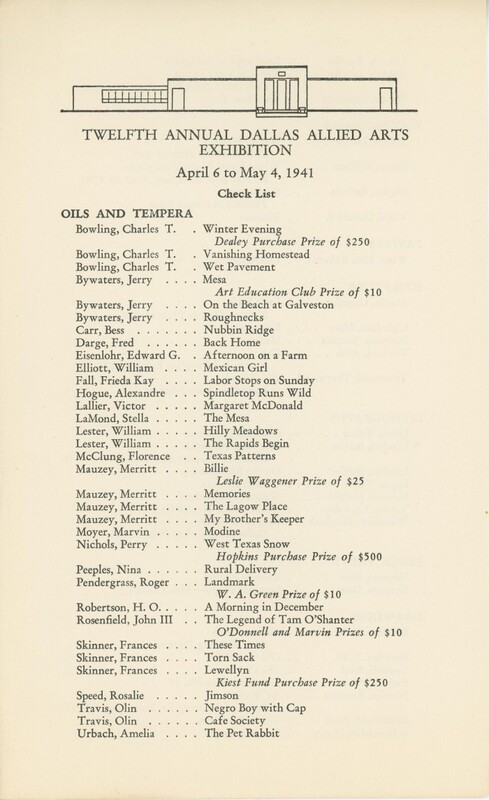 TWELFTH ANNUAL DALLAS ALLIED ARTS
EXHIBITION
April 6 to May 4, 1941
Check List
OILS AND TEMPERA
Bowling, Charles T. . Winter Evening
Dealey Purchase Prize of $250
Bowling, Charles T. . Vanishing Homestead
Bowling, Charles T. . Wet Pavement
Bywaters, Jerry . . . . Mesa
Art Education Club Prize of $10
Bywaters, Jerry . . . . On the Beach at Galveston
Bywaters, Jerry . . . . Roughnecks
Carr, Bess . . . . . . . Nubbin Ridge
Darge, Fred . . . . . . Back Home
Eisenlohr, Edward G. . Afternoon on a Farm
Elliott, William . . . . Mexican Girl
Fall, Frieda Kay . . . . Labor Stops on Sunday
Hogue, Alexandre . . . Spindletop Runs Wild
Lallier, Victor . . . . . Margaret McDonald
LaMond, Stella . . . . . The Mesa
Lester, William . . . . Hilly Meadows
Lester, William . . . . The Rapids Begin
McClung, Florence . . Texas Patterns
Mauzey, Merritt . . . . Billie
Leslie Waggener Prize of $25
Mauzey, Merritt . . . . Memories
Mauzey, Merritt . . . . The Lagow Place
Mauzey, Merritt . . . . My Brother's Keeper
Moyer, Marvin . . . . . Modine
Nichols, Perry . . . . . West Texas Snow
Hopkins Purchase Prize of $500
Peeples, Nina . . . . . . Rural Delivery
Pendergrass, Roger . . . Landmark
W. A. Green Prize of $10
Robertson, H. O. . . . . A Morning in December
Rosenfield, John III . . The Legend of Tam O'Shanter
O'Donnell and Marvin Prizes of $10
Skinner, Frances . . . . These Times
Skinner, Frances . . . . Torn Sack
Skinner, Frances . . . . Lewellyn
Kiest Fund Purchase Prize of $250
Speed, Rosalie . . . . . Jimson
Travis, Olin . . . . . . Negro Boy with Cap
Travis, Olin . . . . . . Cafe Society
Urbach, Amelia . . . . The Pet Rabbit